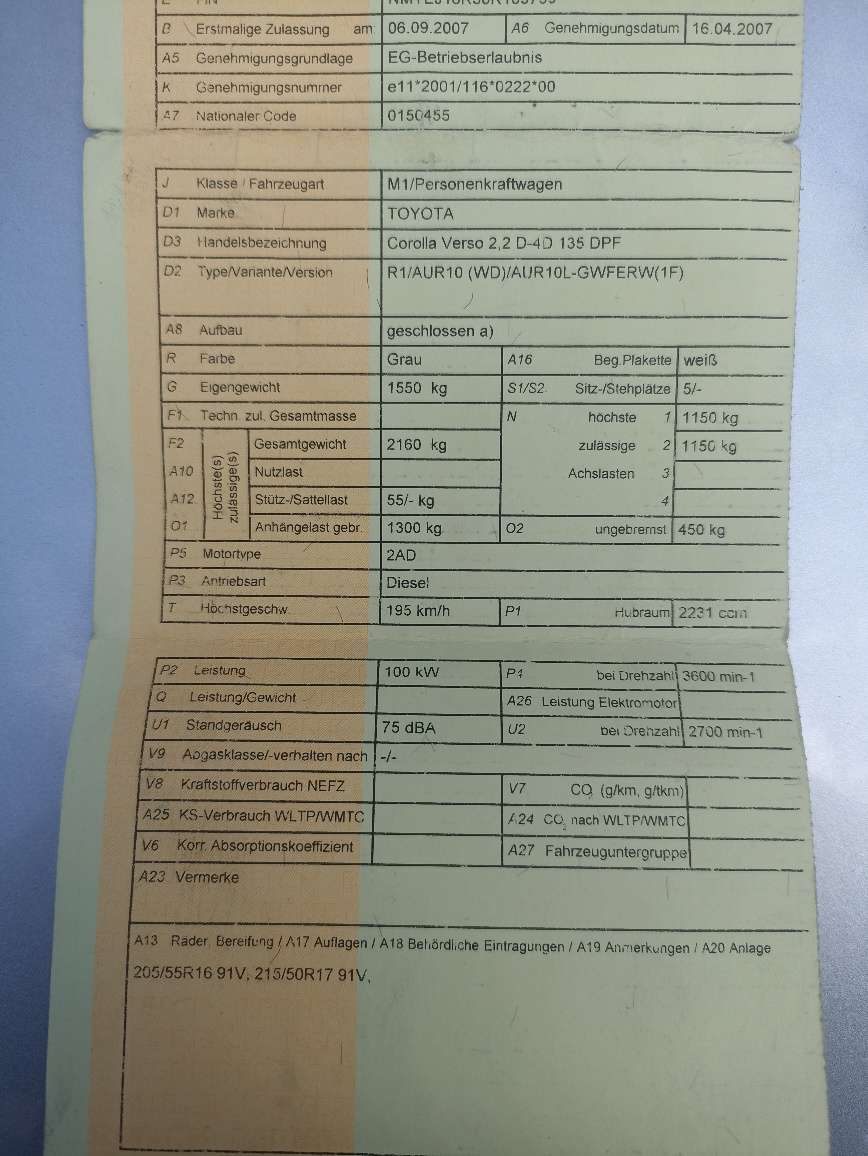 B Erstmalige Zulassung am: 06.09.2007 A6 Genehmigungsdatum 16.04.2007
A5 Genehmigungsgrundlage EG-Betriebserlaubnis
K Genehmigungsnummer e11*2001/116*0222*00
A7 Nationaler Code 0150455
J Klasse / Fahrzeugart M1/Personenkraftwagen
D1 Marke TOYOTA
D3 Handelsbezeichnung Corolla Verso 2,2 D-4D 135 DPF
D2 Type/Variante/Version R1/AUR10 (WD)/AUR10L-GWFERW(1F)
A8 Aufbau geschlossen a)
R Farbe Grau A16 Beg.Plakette weiß
G Eigengewicht 1550 kg S1/S2 Sitz-/Stehplätze 5/-
F1 Techn. zul. Gesamtmasse N höchste 1 1150 kg
F2 Höchste(s) zulässige(s) Gesamtgewicht 2160 kg zulässige 2 1150 kg
A10 Nutzlast Achslasten 3
A12 Stütz-/Sattellast 55/- kg 4
O1 Anhängelast gebr. 1300 kg O2 ungebremst 450 kg
P5 Motortype 2AD
P3 Antriebsart Diesel
T Höchstgeschw. 195 km/h P1 Hubraum 2231 ccm
P2 Leistung 100 kW P1 bei Drehzahl 3600 min-1
Q Leistung/Gewicht A26 Leistung Elektromotor
U1 Standgeräusch 75 dBA U2 bei Drehzahl 2700 min-1
V9 Abgasklasse/-verhalten nach -/-
V8 Kraftstoffverbrauch NEFZ V7 CO₂ (g/km, g/tkm)
A25 KS-Verbrauch WLTP/WMTC A24 CO₂ nach WLTP/WMTC
V6 Korr. Absorptionskoeffizient A27 Fahrzeuguntergruppe
A23 Vermerke
A13 Räder, Bereifung / A17 Auflagen / A18 Behördliche Eintragungen / A19 Anmerkungen / A20 Anlage
205/55R16 91V, 215/50R17 91V,